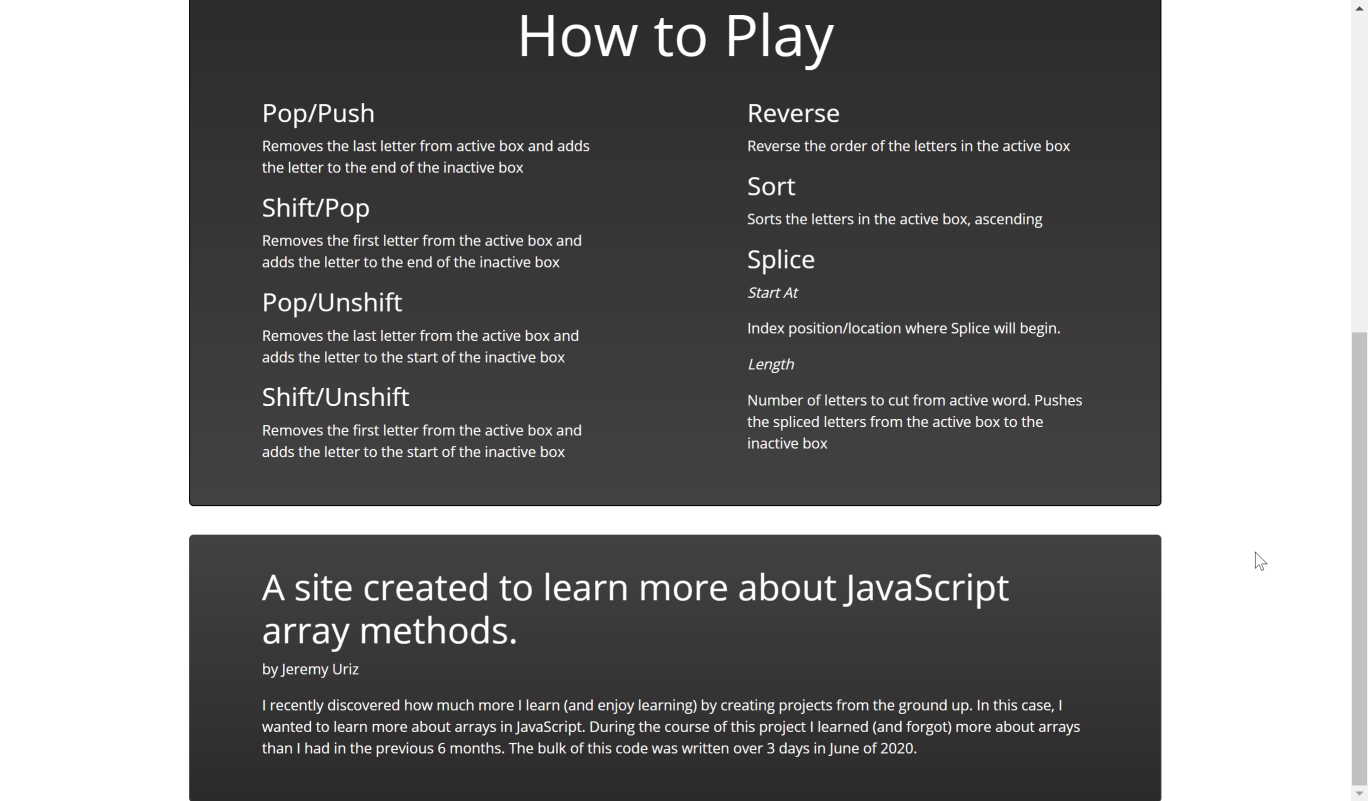 How to Play
Pop/Push
Removes the last letter from active box and adds
the letter to the end of the inactive box
Shift/Pop
Removes the first letter from the active box and
adds the letter to the end of the inactive box
Pop/Unshift
Removes the last letter from the active box and
adds the letter to the start of the inactive box
Shift/Unshift
Removes the first letter from the active box and
adds the letter to the start of the inactive box
Reverse
Reverse the order of the letters in the active box
Sort
Sorts the letters in the active box, ascending
Splice
Start At
Index position/location where Splice will begin.
Length
Number of letters to cut from active word. Pushes
the spliced letters from the active box to the
inactive box
A site created to learn more about JavaScript
array methods.
by Jeremy Uriz
I recently discovered how much more I learn (and enjoy learning) by creating projects from the ground up. In this case, I
wanted to learn more about arrays in JavaScript. During the course of this project I learned (and forgot) more about arrays
than I had in the previous 6 months. The bulk of this code was written over 3 days in June of 2020.